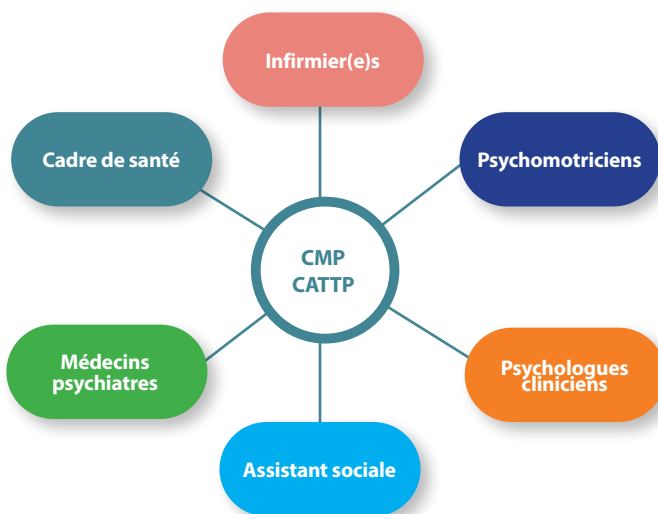 Infirmier(e)s
Cadre de santé
Psychomotriciens
CMP
CATTP
Médecins
psychiatres
Psychologues
cliniciens
Assistant sociale